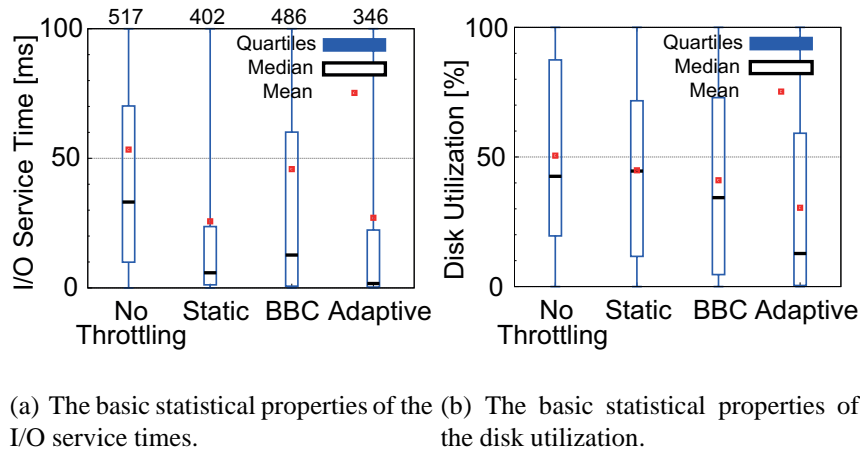 517 402 486 346
100
50
0
I/O Service Time [ms]
Quartiles
Median
Mean
No Throttling
Static
BBC
Adaptive
100
50
0
Disk Utilization [%]
Quartiles
Median
Mean
No Throttling
Static
BBC
Adaptive
(a) The basic statistical properties of the
I/O service times.
(b) The basic statistical properties of
the disk utilization.